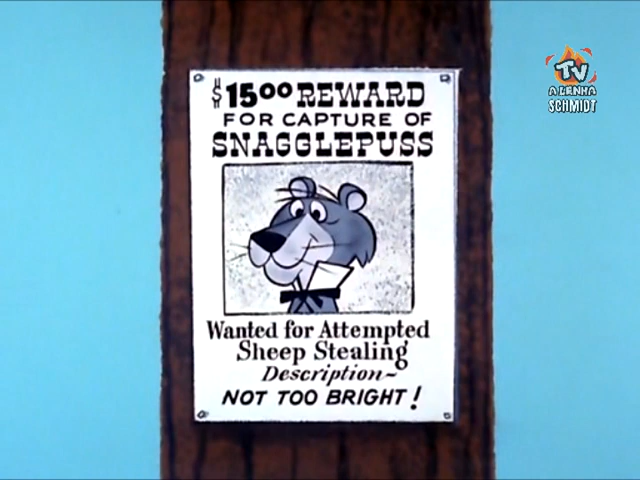 $1500 REWARD
FOR CAPTURE OF
SNAGGLEPUSS
Wanted for Attempted
Sheep Stealing
Description~
NOT TOO BRIGHT!
TV
A LENHA
SCHMIDT